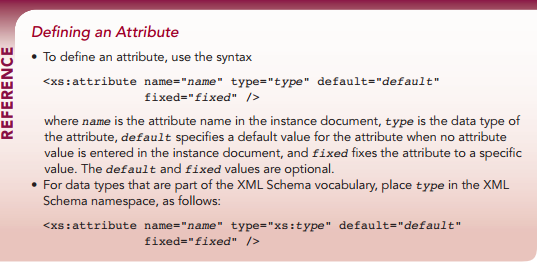 REFERENCE
Defining an Attribute
• To define an attribute, use the syntax
<xs:attribute name="name" type="type" default="default"
fixed="fixed" />
where name is the attribute name in the instance document, type is the data type of
the attribute, default specifies a default value for the attribute when no attribute
value is entered in the instance document, and fixed fixes the attribute to a specific
value. The default and fixed values are optional.
• For data types that are part of the XML Schema vocabulary, place type in the XML
Schema namespace, as follows:
<xs:attribute name="name" type="xs:type" default="default"
fixed="fixed" />